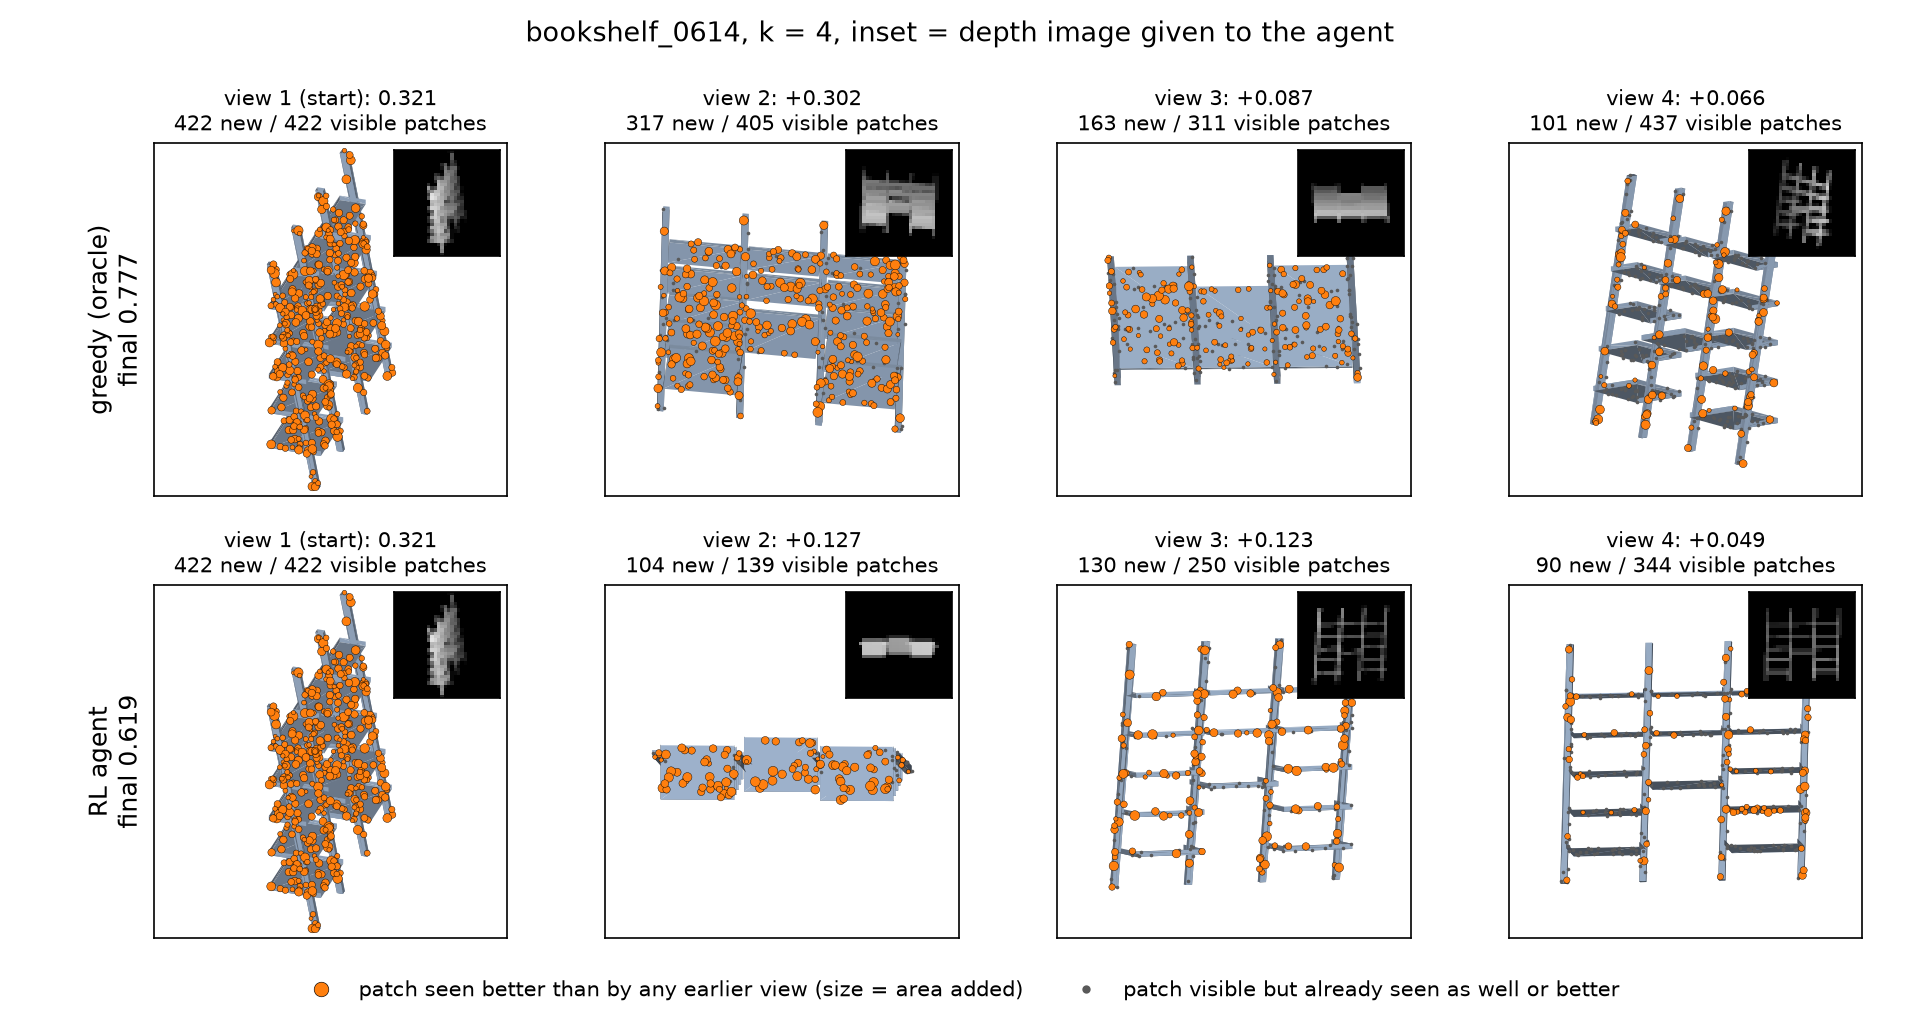 bookshelf_0614, k = 4, inset = depth image given to the agent
greedy (oracle)
final 0.777
view 1 (start): 0.321
422 new / 422 visible patches
view 2: +0.302
317 new / 405 visible patches
view 3: +0.087
163 new / 311 visible patches
view 4: +0.066
101 new / 437 visible patches
RL agent
final 0.619
view 1 (start): 0.321
422 new / 422 visible patches
view 2: +0.127
104 new / 139 visible patches
view 3: +0.123
130 new / 250 visible patches
view 4: +0.049
90 new / 344 visible patches
patch seen better than by any earlier view (size = area added)
patch visible but already seen as well or better